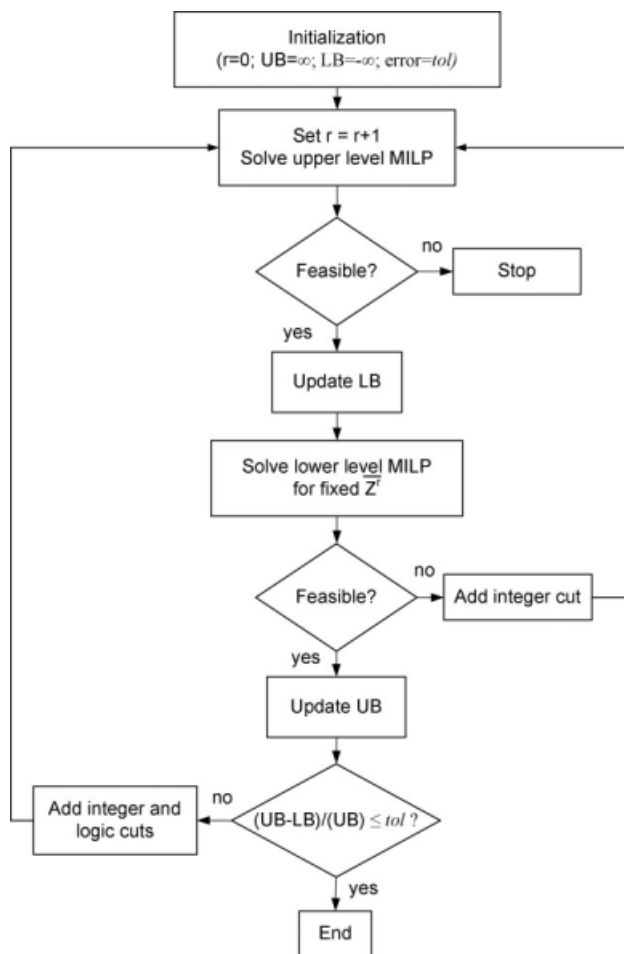 Initialization
(r=0; UB=∞; LB=-∞; error=tol)
Set r = r+1
Solve upper level MILP
Feasible?
no
Stop
yes
Update LB
Solve lower level MILP
for fixed Z̅ʳ
Feasible?
no
Add integer cut
yes
Update UB
Add integer and
logic cuts
no
(UB-LB)/(UB) ≤ tol ?
yes
End